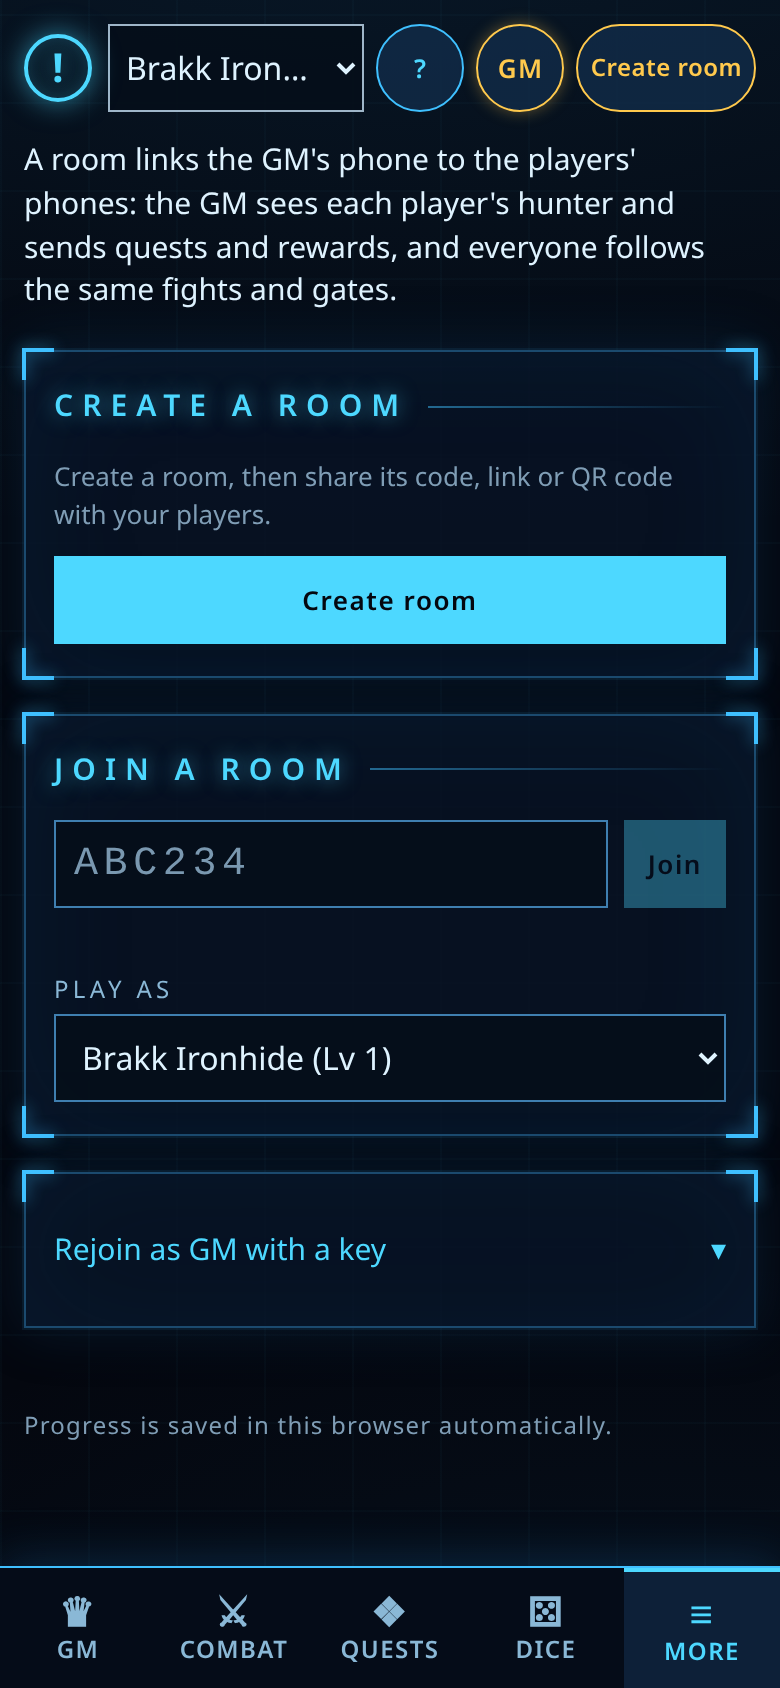 !
Brakk Iron...
?
GM
Create room
A room links the GM's phone to the players'
phones: the GM sees each player's hunter and
sends quests and rewards, and everyone follows
the same fights and gates.
CREATE A ROOM
Create a room, then share its code, link or QR code
with your players.
Create room
JOIN A ROOM
ABC234
Join
PLAY AS
Brakk Ironhide (Lv 1)
Rejoin as GM with a key
Progress is saved in this browser automatically.
GM
COMBAT
QUESTS
DICE
MORE